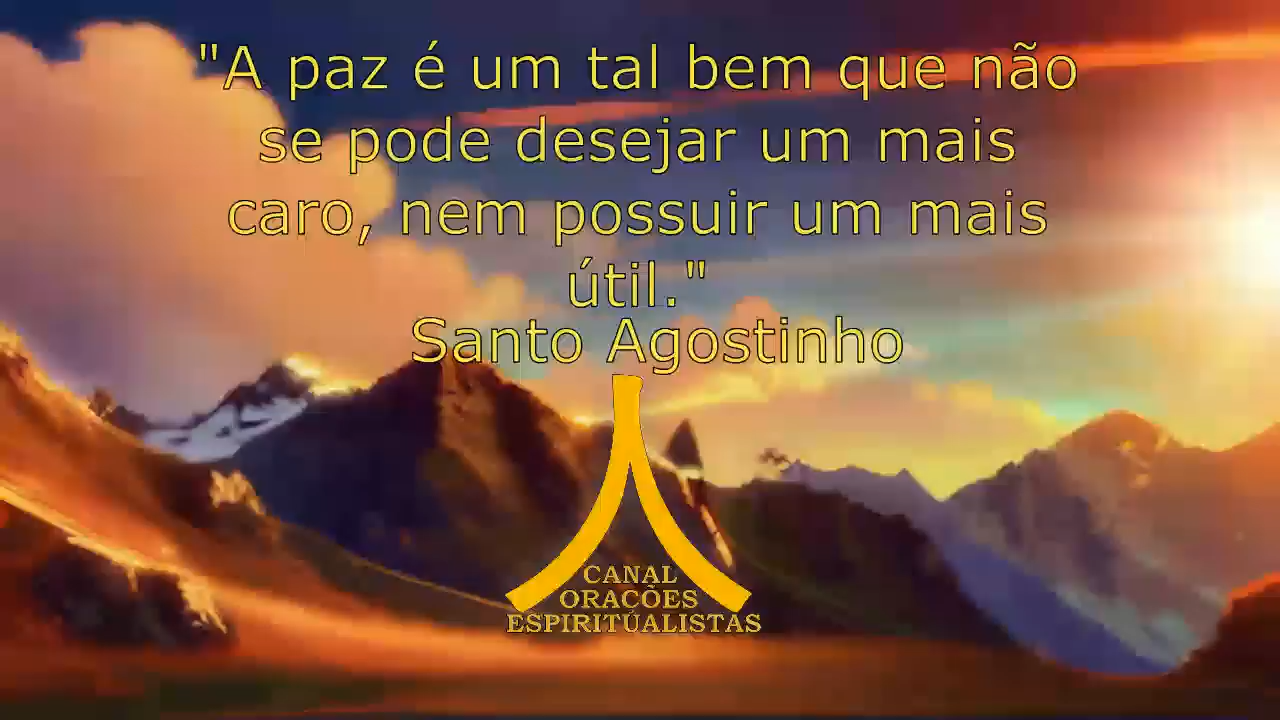 "A paz é um tal bem que não
se pode desejar um mais
caro, nem possuir um mais
útil."
Santo Agostinho
CANAL
ORAÇÕES
ESPIRITUALISTAS